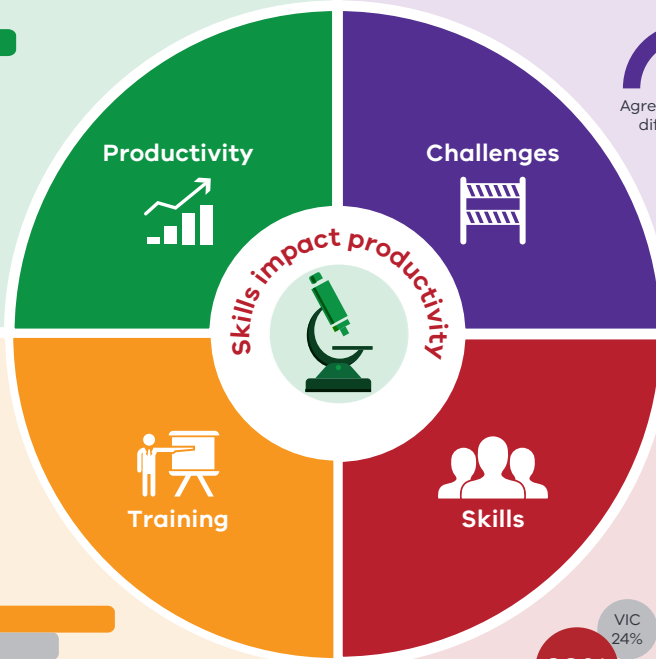 Productivity
Challenges
Skills impact productivity
Training
Skills
VIC
24%